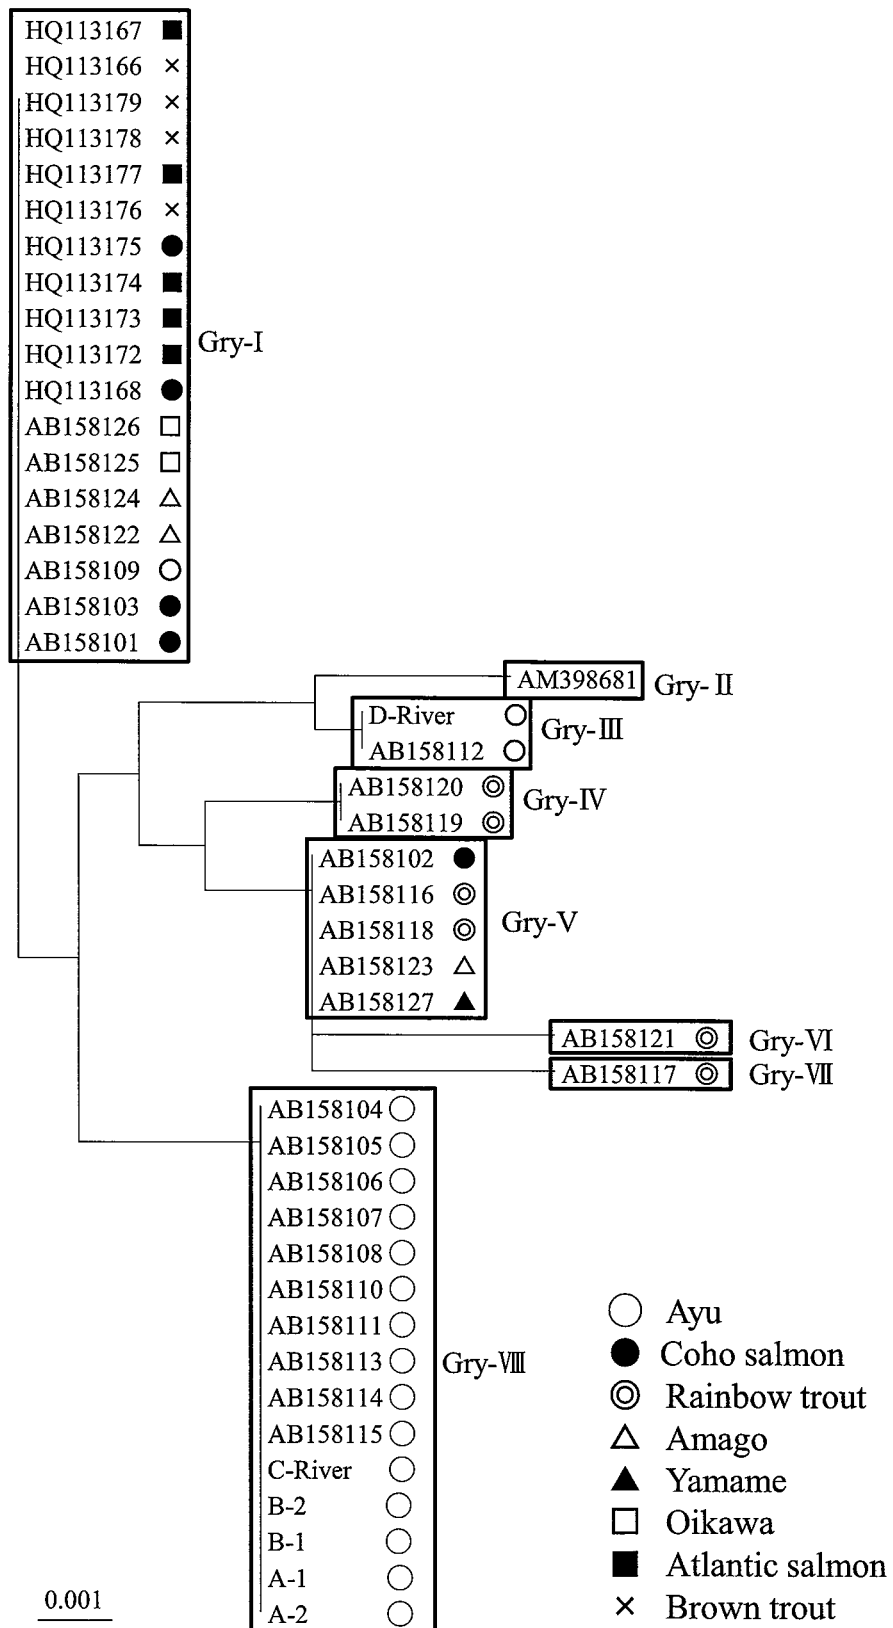 HQ113167
HQ113166 ×
HQ113179 ×
HQ113178 ×
HQ113177
HQ113176 ×
HQ113175
HQ113174
HQ113173
HQ113172
Gry-Ⅰ
HQ113168
AB158126
AB158125
AB158124
AB158122
AB158109
AB158103
AB158101
AM398681
Gry-Ⅱ
D-River
AB158112
Gry-Ⅲ
AB158120
AB158119
Gry-Ⅳ
AB158102
AB158116
AB158118
AB158123
AB158127
Gry-Ⅴ
AB158121
Gry-Ⅵ
AB158117
Gry-Ⅶ
AB158104
AB158105
AB158106
AB158107
AB158108
AB158110
AB158111
AB158113
AB158114
AB158115
C-River
B-2
B-1
A-1
A-2
Gry-Ⅷ
Ayu
Coho salmon
Rainbow trout
Amago
Yamame
Oikawa
Atlantic salmon
× Brown trout
0.001